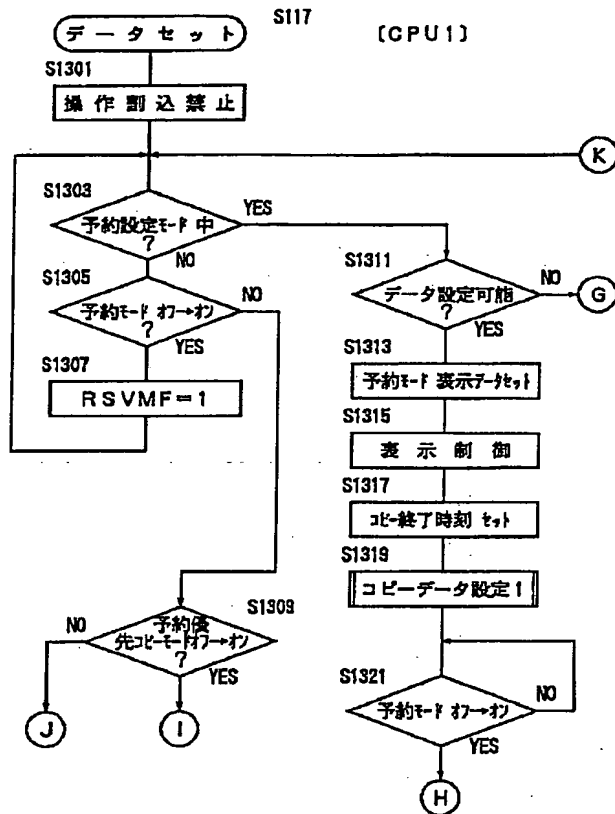 S117
データセット
〔CPU1〕
S1301
操作割込禁止
K
S1303
予約設定モード中
?
YES
NO
S1305
予約モード オフ→オン
?
NO
YES
S1307
RSVMF=1
S1309
予約優
先コピーモードオフ→オン
?
NO
YES
J
I
S1311
データ設定可能
?
NO
YES
G
S1313
予約モード 表示データセット
S1315
表示制御
S1317
コピー終了時刻 セット
S1319
コピーデータ設定1
S1321
予約モード オフ→オン
NO
YES
H